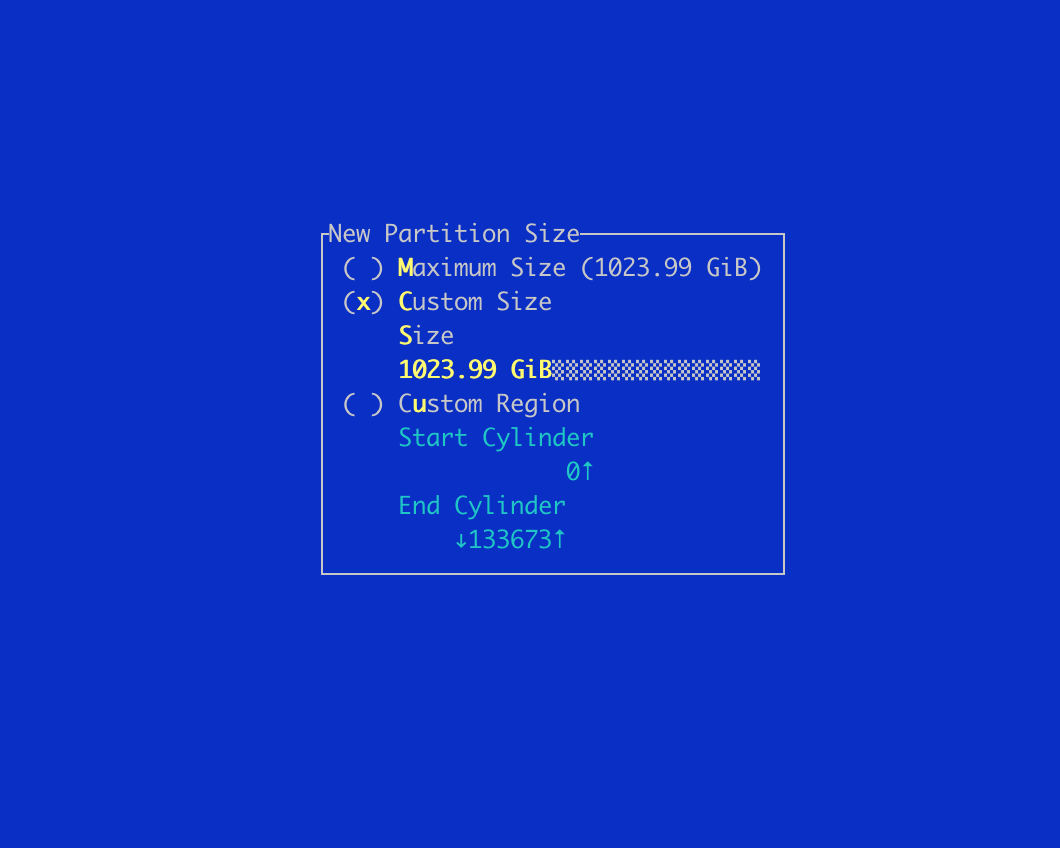 New Partition Size
( ) Maximum Size (1023.99 GiB)
(x) Custom Size
Size
1023.99 GiB▒▒▒▒▒▒▒▒▒▒▒▒▒▒▒
( ) Custom Region
Start Cylinder
0↑
End Cylinder
↓133673↑